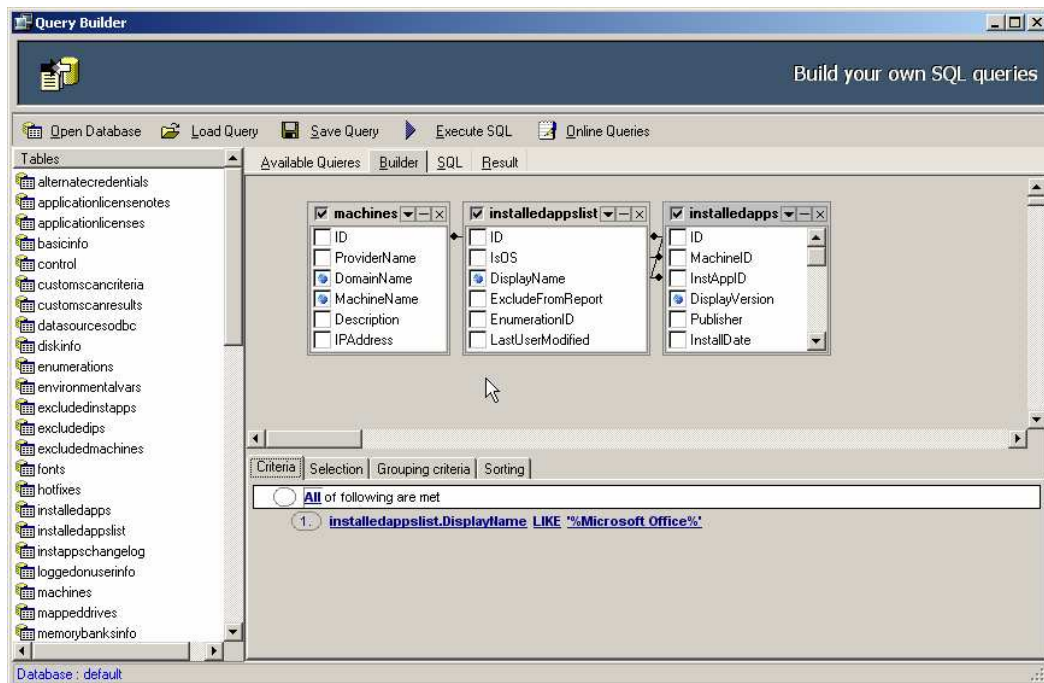 Query Builder
Build your own SQL queries
Open Database Load Query Save Query Execute SQL Online Queries
Tables
alternatecredentials
applicationlicensenotes
applicationlicenses
basicinfo
control
customscancriteria
customscanresults
datasourcesodbc
diskinfo
enumerations
environmentalvars
excludedinstapps
excludedips
excludedmachines
fonts
hotfixes
installedapps
installedappslist
instappschangelog
loggedonuserinfo
machines
mappeddrives
memorybanksinfo
Available Quieres Builder SQL Result
machines
ID
ProviderName
DomainName
MachineName
Description
IPAddress
installedappslist
ID
IsOS
DisplayName
ExcludeFromReport
EnumerationID
LastUserModified
installedapps
ID
MachineID
InstAppID
DisplayVersion
Publisher
InstallDate
Criteria Selection Grouping criteria Sorting
All of following are met
1. installedappslist.DisplayName LIKE '%Microsoft Office%'
Database : default